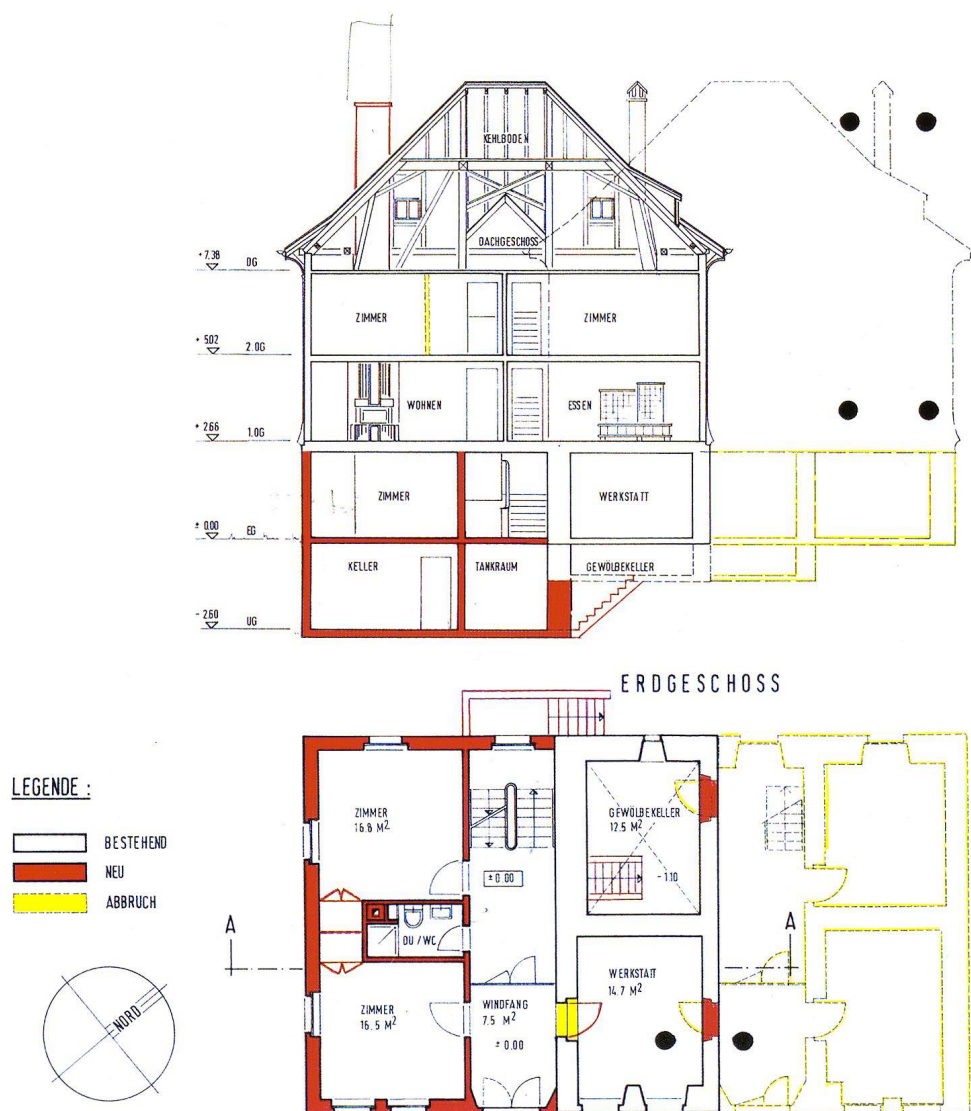 KEHLBODEN
DACHGESCHOSS
+ 7.38 DG
ZIMMER
ZIMMER
+ 5.02 2.OG
WOHNEN
ESSEN
+ 2.66 1.OG
ZIMMER
WERKSTATT
± 0.00 EG
KELLER
TANKRAUM
GEWÖLBEKELLER
- 2.60 UG
ERDGESCHOSS
LEGENDE :
BESTEHEND
NEU
ABBRUCH
ZIMMER
16.8 M²
GEWÖLBEKELLER
12.5 M²
± 0.00
- 1.10
A
A
DU / WC
NORD
ZIMMER
16.5 M²
WINDFANG
7.5 M²
± 0.00
WERKSTATT
14.7 M²